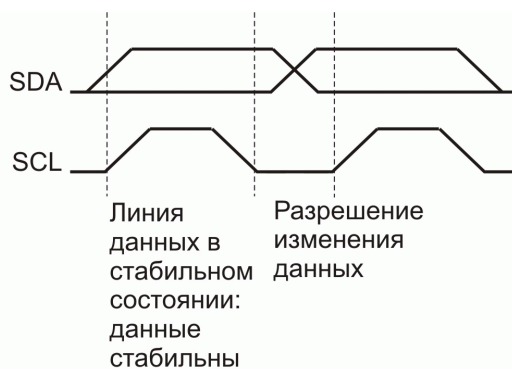 SDA
SCL
Линия
данных в
стабильном
состоянии:
данные
стабильны
Разрешение
изменения
данных